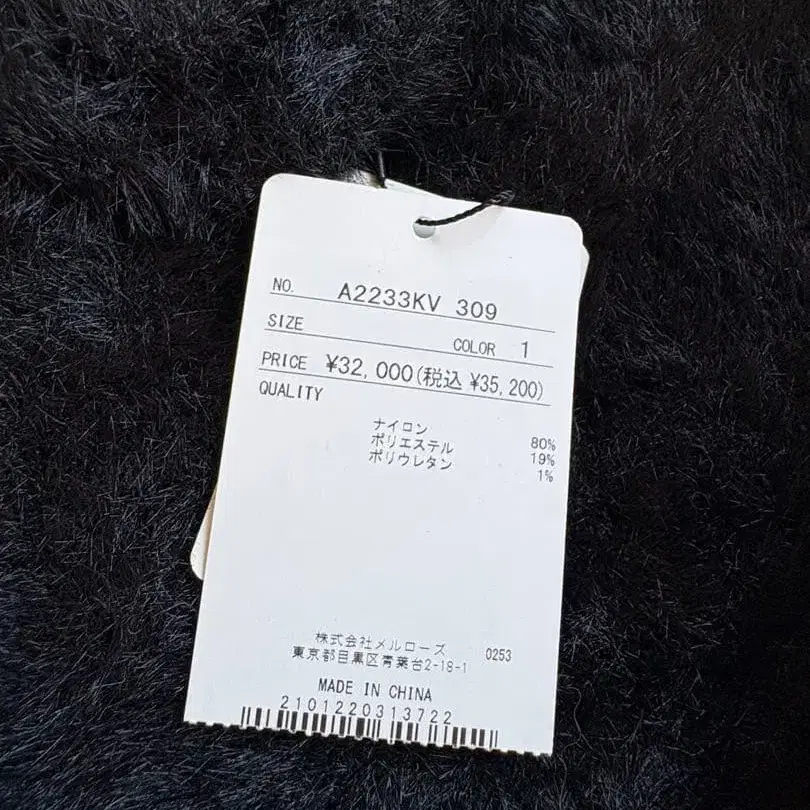 NO. A2233KV 309
SIZE
COLOR 1
PRICE ¥32,000(税込 ¥35,200)
QUALITY
ナイロン 80%
ポリエステル 19%
ポリウレタン 1%
株式会社メルローズ 0253
東京都目黒区青葉台2-18-1
MADE IN CHINA
2101220313722